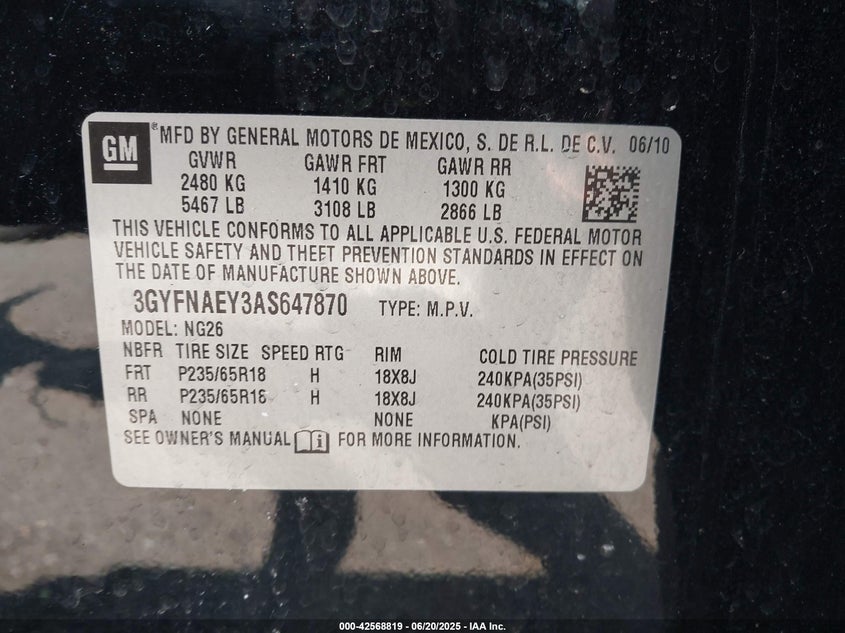 GM ® MFD BY GENERAL MOTORS DE MEXICO, S. DE R.L. DE C.V. 06/10
GVWR GAWR FRT GAWR RR
2480 KG 1410 KG 1300 KG
5467 LB 3108 LB 2866 LB
THIS VEHICLE CONFORMS TO ALL APPLICABLE U.S. FEDERAL MOTOR
VEHICLE SAFETY AND THEFT PREVENTION STANDARDS IN EFFECT ON
THE DATE OF MANUFACTURE SHOWN ABOVE.
3GYFNAEY3AS647870 TYPE: M.P.V.
MODEL: NG26
NBFR TIRE SIZE SPEED RTG RIM COLD TIRE PRESSURE
FRT P235/65R18 H 18X8J 240KPA(35PSI)
RR P235/65R18 H 18X8J 240KPA(35PSI)
SPA NONE NONE KPA(PSI)
SEE OWNER'S MANUAL FOR MORE INFORMATION.
000-42568819 - 06/20/2025 - IAA Inc.